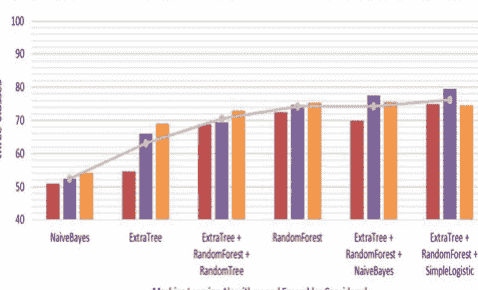 100
90
80
70
60
50
40
NaiveBayes
ExtraTree
ExtraTree +
RandomForest +
RandomTree
RandomForest
ExtraTree +
RandomForest +
NaiveBayes
ExtraTree +
RandomForest +
SimpleLogistic